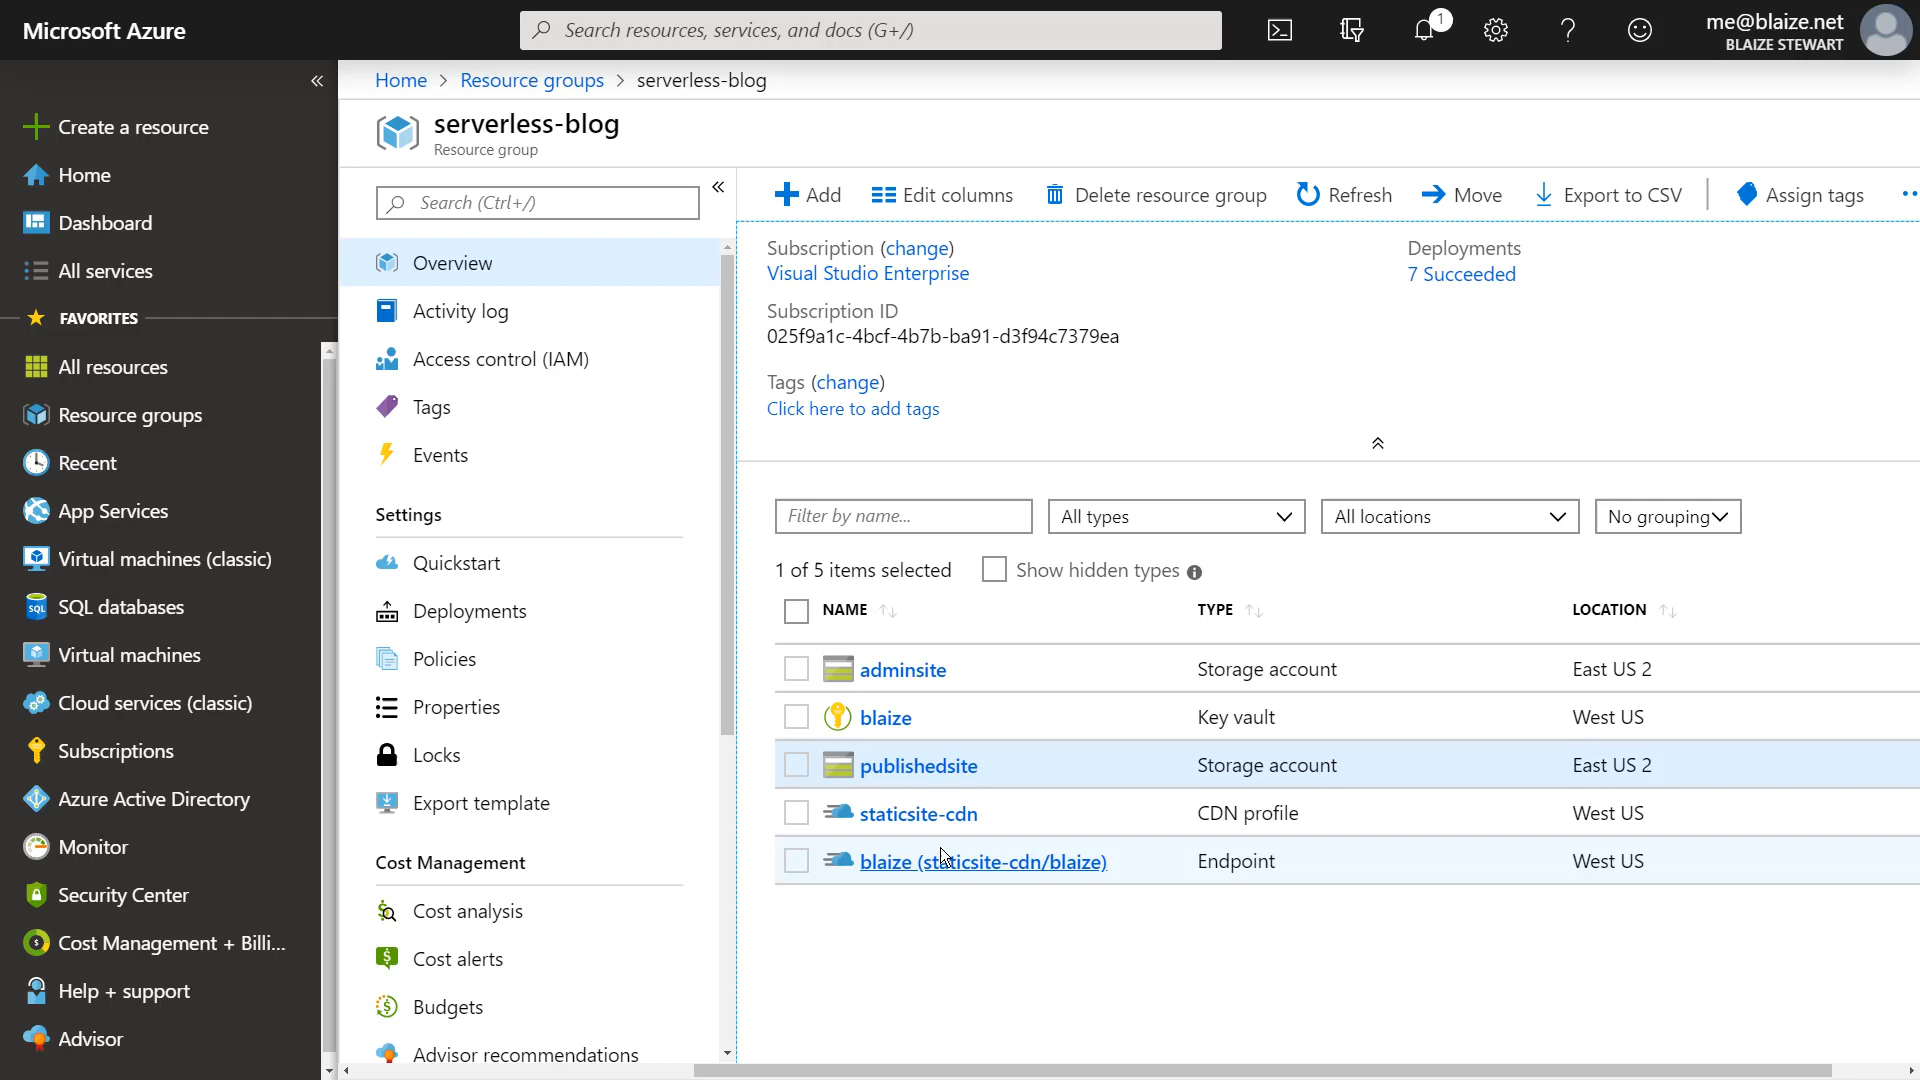 Microsoft Azure
Search resources, services, and docs (G+/)
1
me@blaize.net
BLAIZE STEWART
Create a resource
Home
Dashboard
All services
FAVORITES
All resources
Resource groups
Recent
App Services
Virtual machines (classic)
SQL databases
Virtual machines
Cloud services (classic)
Subscriptions
Azure Active Directory
Monitor
Security Center
Cost Management + Billi...
Help + support
Advisor
Home > Resource groups > serverless-blog
serverless-blog
Resource group
Search (Ctrl+/)
Overview
Activity log
Access control (IAM)
Tags
Events
Settings
Quickstart
Deployments
Policies
Properties
Locks
Export template
Cost Management
Cost analysis
Cost alerts
Budgets
Advisor recommendations
Add Edit columns Delete resource group Refresh Move Export to CSV Assign tags
Subscription (change)
Visual Studio Enterprise
Subscription ID
025f9a1c-4bcf-4b7b-ba91-d3f94c7379ea
Tags (change)
Click here to add tags
Deployments
7 Succeeded
Filter by name... All types All locations No grouping
1 of 5 items selected Show hidden types
NAME TYPE LOCATION
adminsite Storage account East US 2
blaize Key vault West US
publishedsite Storage account East US 2
staticsite-cdn CDN profile West US
blaize (staticsite-cdn/blaize) Endpoint West US